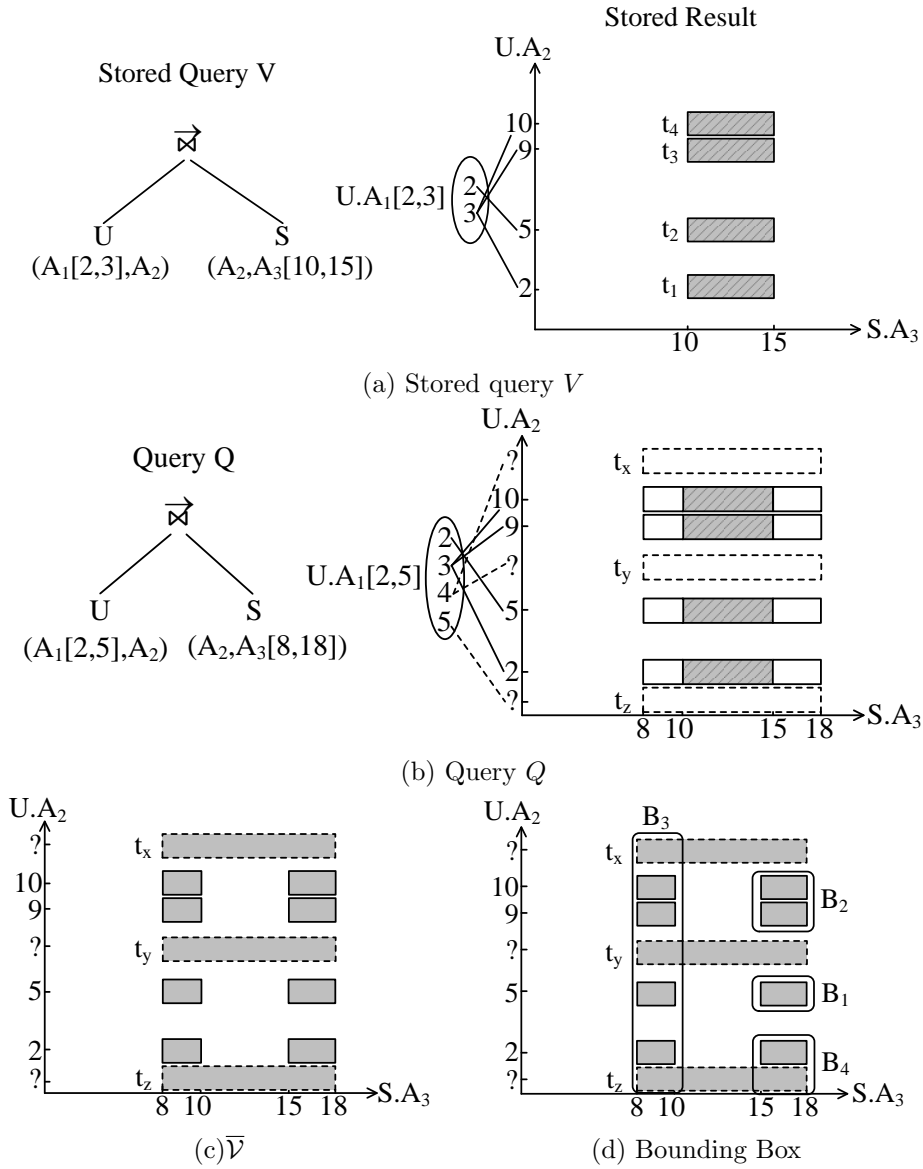 Stored Result
U.A2
Stored Query V
⋈
10
9
U.A1[2,3]
2
3
5
2
t4
t3
t2
t1
U
S
(A1[2,3],A2)
(A2,A3[10,15])
10
15
S.A3
(a) Stored query V
U.A2
Query Q
⋈
?
10
9
?
5
2
?
U.A1[2,5]
2
3
4
5
tx
ty
tz
U
S
(A1[2,5],A2)
(A2,A3[8,18])
8
10
15
18
S.A3
(b) Query Q
U.A2
?
10
9
?
5
2
?
tx
ty
tz
8
10
15
18
S.A3
(c) V̅
U.A2
?
10
9
?
5
2
?
tx
ty
tz
B3
B2
B1
B4
8
10
15
18
S.A3
(d) Bounding Box